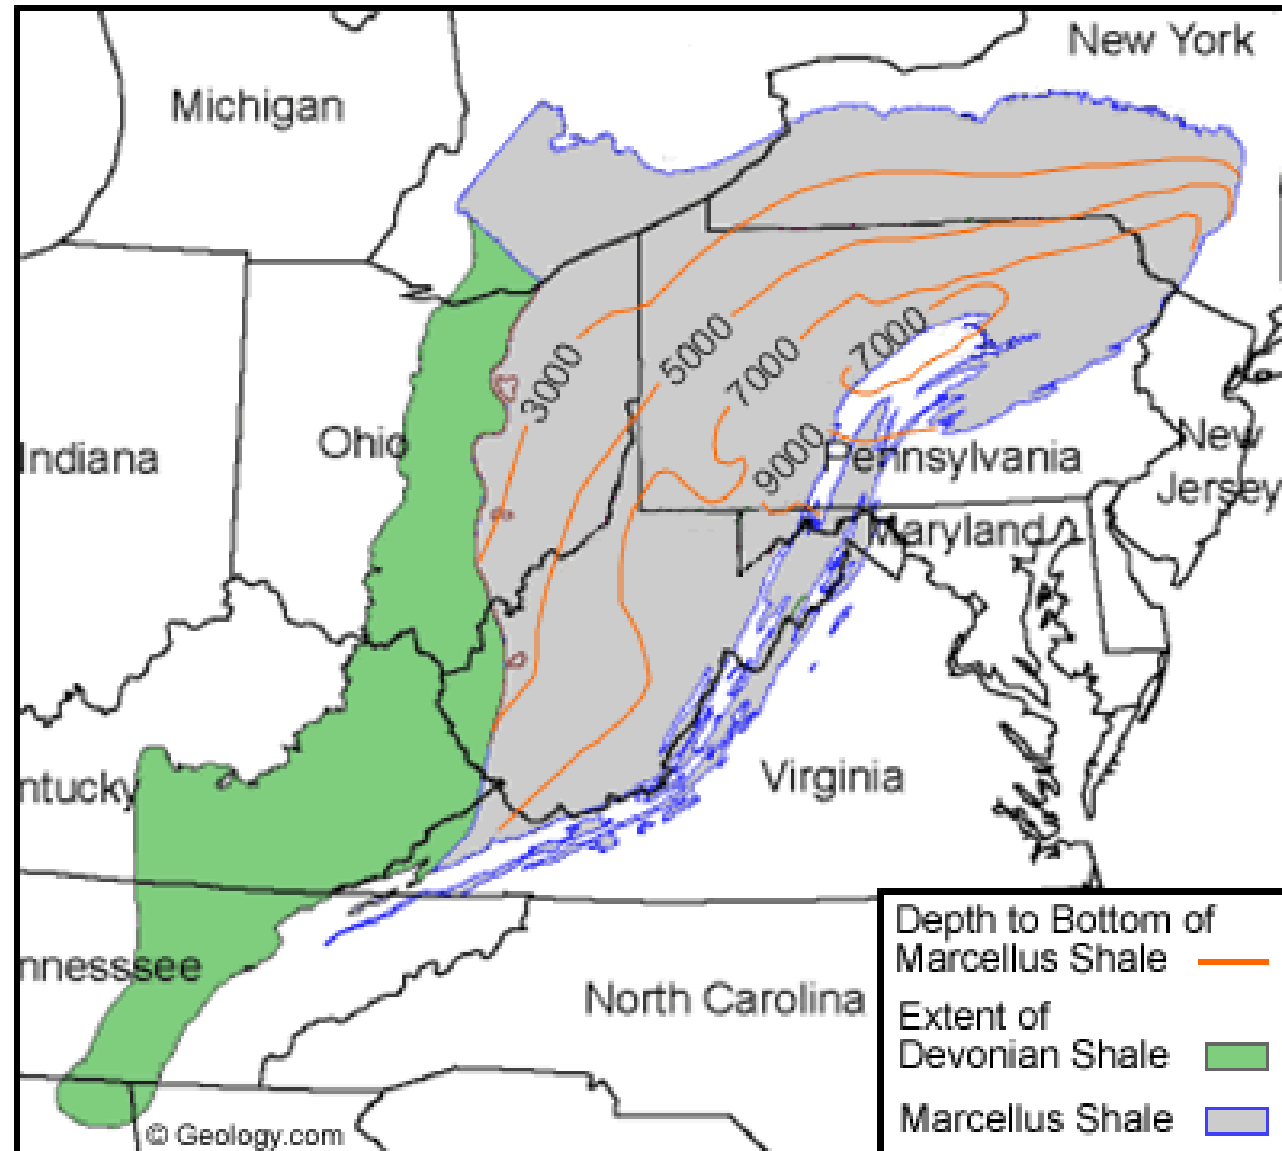 New York
Michigan
3000
5000
7000
7000
9000
Indiana
Ohio
Pennsylvania
New
Jersey
Maryland
ntucky
Virginia
nnesssee
North Carolina
Depth to Bottom of
Marcellus Shale
Extent of
Devonian Shale
Marcellus Shale
© Geology.com